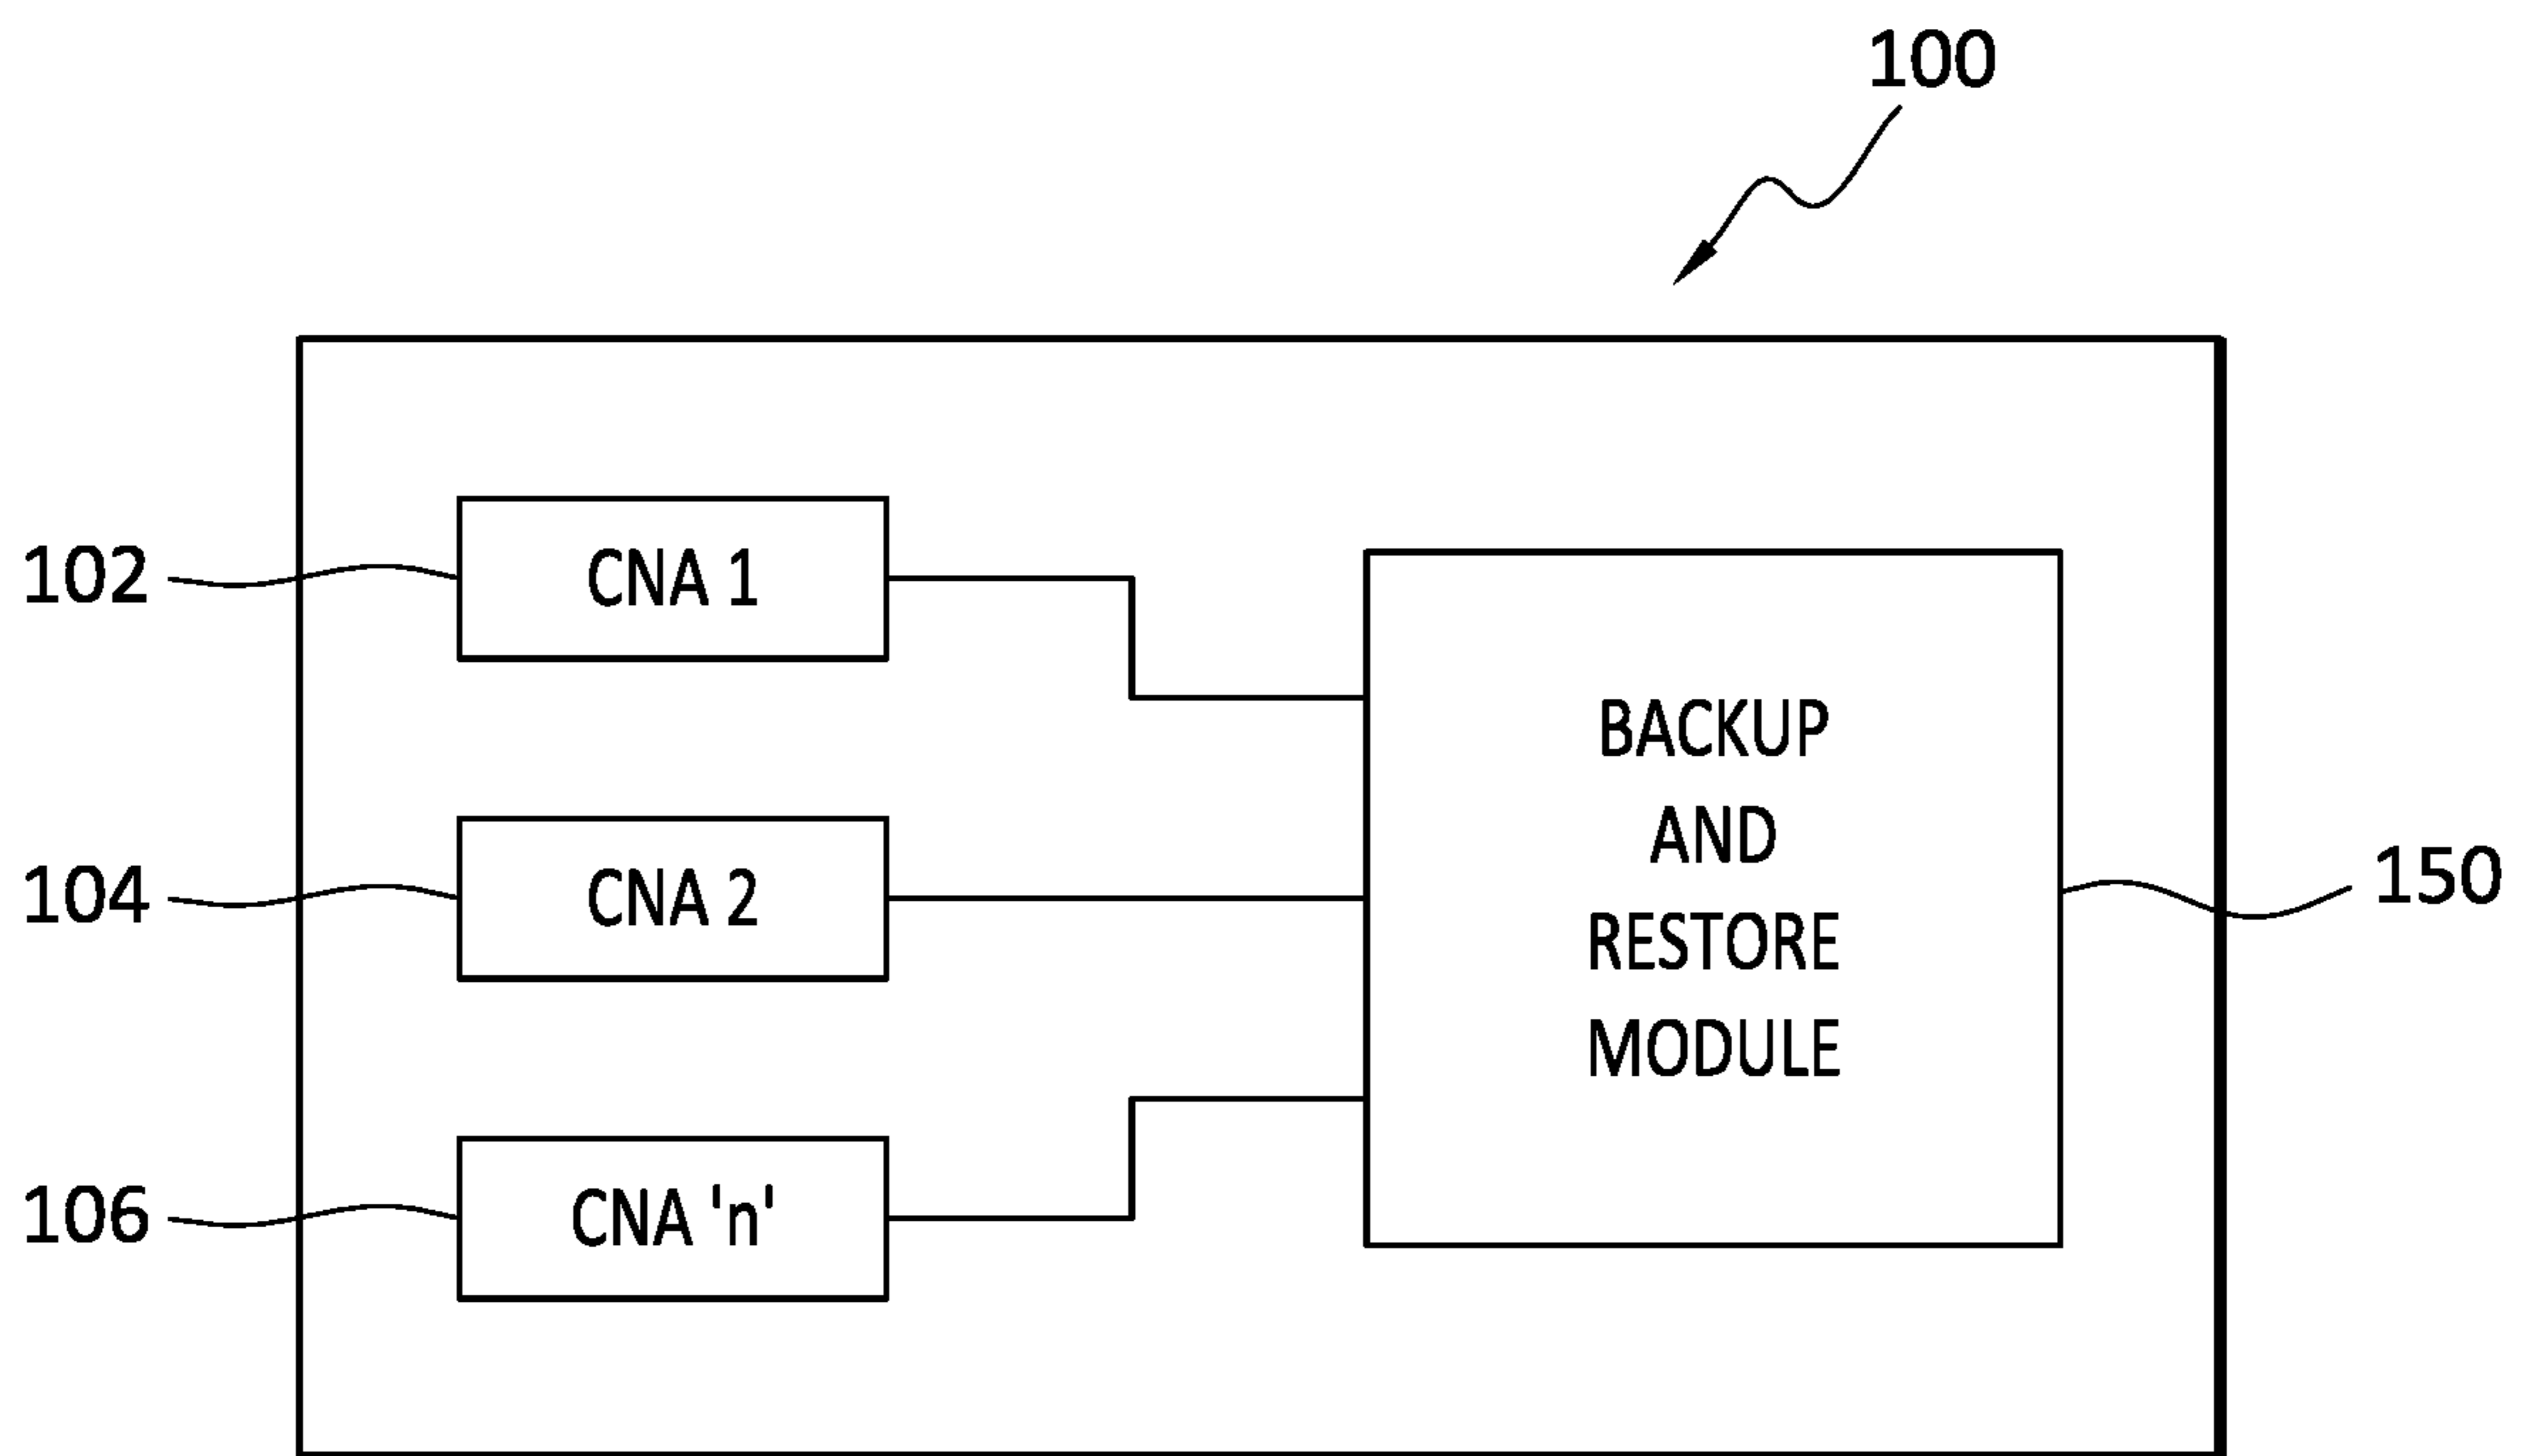 100
102
CNA 1
BACKUP
AND
RESTORE
MODULE
104
CNA 2
150
106
CNA 'n'